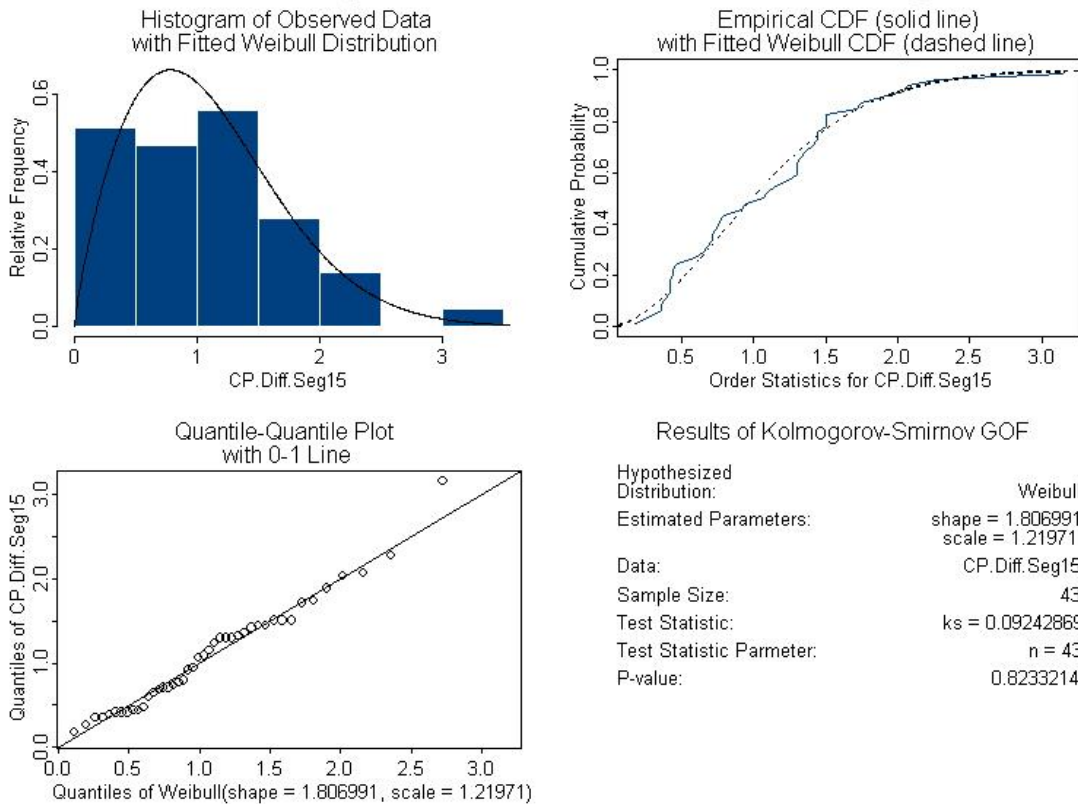 Histogram of Observed Data
with Fitted Weibull Distribution
Relative Frequency
0.0 0.2 0.4 0.6
0 1 2 3
CP.Diff.Seg15
Empirical CDF (solid line)
with Fitted Weibull CDF (dashed line)
Cumulative Probability
0.0 0.2 0.4 0.6 0.8 1.0
0.5 1.0 1.5 2.0 2.5 3.0
Order Statistics for CP.Diff.Seg15
Quantile-Quantile Plot
with 0-1 Line
Quantiles of CP.Diff.Seg15
0.0 1.0 2.0 3.0
0.0 0.5 1.0 1.5 2.0 2.5 3.0
Quantiles of Weibull(shape = 1.806991, scale = 1.21971)
Results of Kolmogorov-Smirnov GOF
Hypothesized
Distribution: Weibul
Estimated Parameters: shape = 1.806991
scale = 1.21971
Data: CP.Diff.Seg15
Sample Size: 43
Test Statistic: ks = 0.09242869
Test Statistic Parmeter: n = 43
P-value: 0.8233214